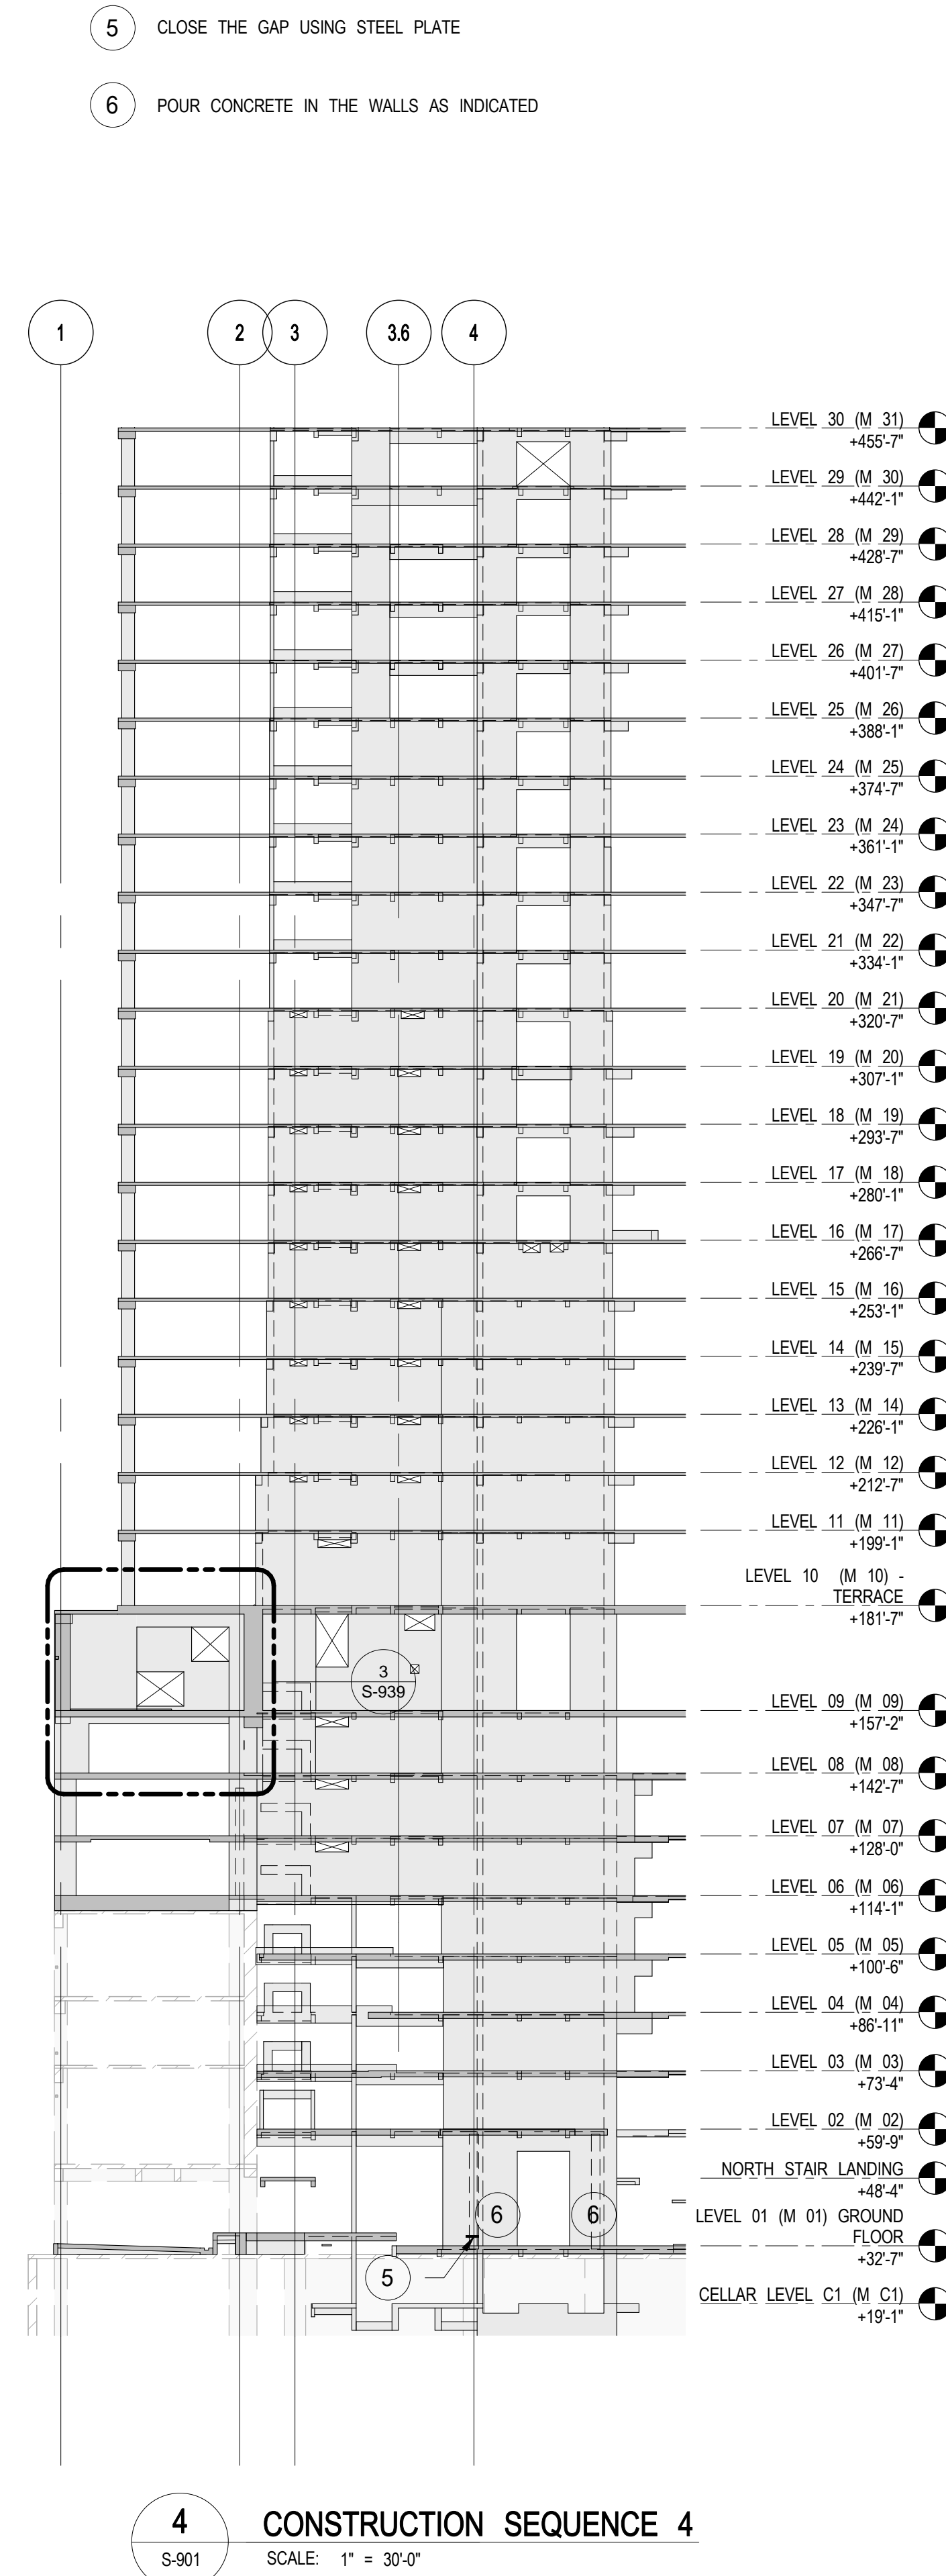 5 CLOSE THE GAP USING STEEL PLATE
6 POUR CONCRETE IN THE WALLS AS INDICATED
1 2 3 3.6 4
LEVEL 30 (M 31)
+455'-7"
LEVEL 29 (M 30)
+442'-1"
LEVEL 28 (M 29)
+428'-7"
LEVEL 27 (M 28)
+415'-1"
LEVEL 26 (M 27)
+401'-7"
LEVEL 25 (M 26)
+388'-1"
LEVEL 24 (M 25)
+374'-7"
LEVEL 23 (M 24)
+361'-1"
LEVEL 22 (M 23)
+347'-7"
LEVEL 21 (M 22)
+334'-1"
LEVEL 20 (M 21)
+320'-7"
LEVEL 19 (M 20)
+307'-1"
LEVEL 18 (M 19)
+293'-7"
LEVEL 17 (M 18)
+280'-1"
LEVEL 16 (M 17)
+266'-7"
LEVEL 15 (M 16)
+253'-1"
LEVEL 14 (M 15)
+239'-7"
LEVEL 13 (M 14)
+226'-1"
LEVEL 12 (M 12)
+212'-7"
LEVEL 11 (M 11)
+199'-1"
LEVEL 10 (M 10) -
TERRACE
+181'-7"
3
S-939
LEVEL 09 (M 09)
+157'-2"
LEVEL 08 (M 08)
+142'-7"
LEVEL 07 (M 07)
+128'-0"
LEVEL 06 (M 06)
+114'-1"
LEVEL 05 (M 05)
+100'-6"
LEVEL 04 (M 04)
+86'-11"
LEVEL 03 (M 03)
+73'-4"
LEVEL 02 (M 02)
+59'-9"
NORTH STAIR LANDING
+48'-4"
6 6
LEVEL 01 (M 01) GROUND
FLOOR
+32'-7"
5
CELLAR LEVEL C1 (M C1)
+19'-1"
4
S-901
CONSTRUCTION SEQUENCE 4
SCALE: 1" = 30'-0"